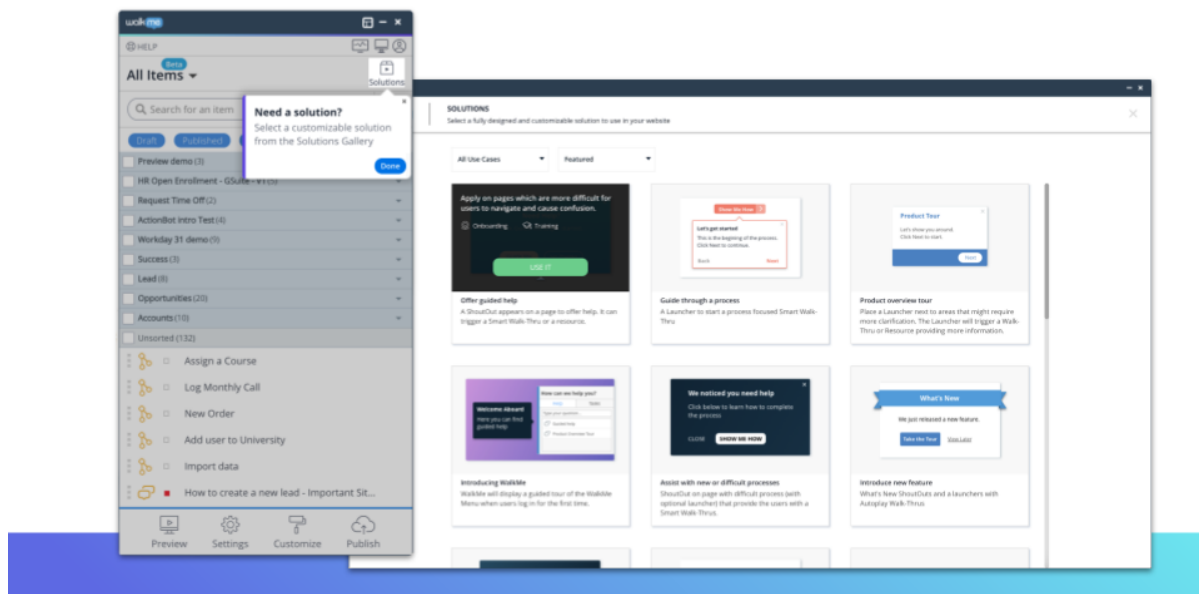 walkme
HELP
Beta
All Items
Solutions
Search for an item
Need a solution?
Select a customizable solution
from the Solutions Gallery
Done
Draft
Published
Preview demo (3)
HR Open Enrollment - GSuite - V1 (5)
Request Time Off (2)
ActionBot intro Test (4)
Workday 31 demo (9)
Success (3)
Lead (8)
Opportunities (20)
Accounts (10)
Unsorted (132)
Assign a Course
Log Monthly Call
New Order
Add user to University
Import data
How to create a new lead - Important Sit...
Preview
Settings
Customize
Publish
SOLUTIONS
Select a fully designed and customizable solution to use in your website
All Use Cases
Featured
Apply on pages which are more difficult for
users to navigate and cause confusion.
Onboarding
Training
USE IT
Offer guided help
A ShoutOut appears on a page to offer help. It can
trigger a Smart Walk-Thru or a resource.
Show Me How
Let's get started
This is the begining of the process.
Click Next to continue.
Back
Next
Guide through a process
A Launcher to start a process focused Smart Walk-
Thru
Product Tour
Let's show you around.
Click Next to start
Next
Product overview tour
Place a Launcher next to areas that might require
more clarification. The Launcher will trigger a Walk-
Thru or Resource providing more information.
Welcome Aboard
Here you can find
guided help
How can we help you?
Type your question...
Guided Help
Product Overview Tour
Introducing WalkMe
WalkMe will display a guided tour of the WalkMe
Menu when users log in for the first time.
We noticed you need help
Click below to learn how to complete
the process
CLOSE
SHOW ME HOW
Assist with new or difficult processes
ShoutOut on page with difficult process (with
optional launcher) that provide the users with a
Smart Walk-Thrus.
What's New
We just released a new feature.
Take the Tour
View Later
Introduce new feature
What's New ShoutOuts and a launchers with
Autoplay Walk-Thrus